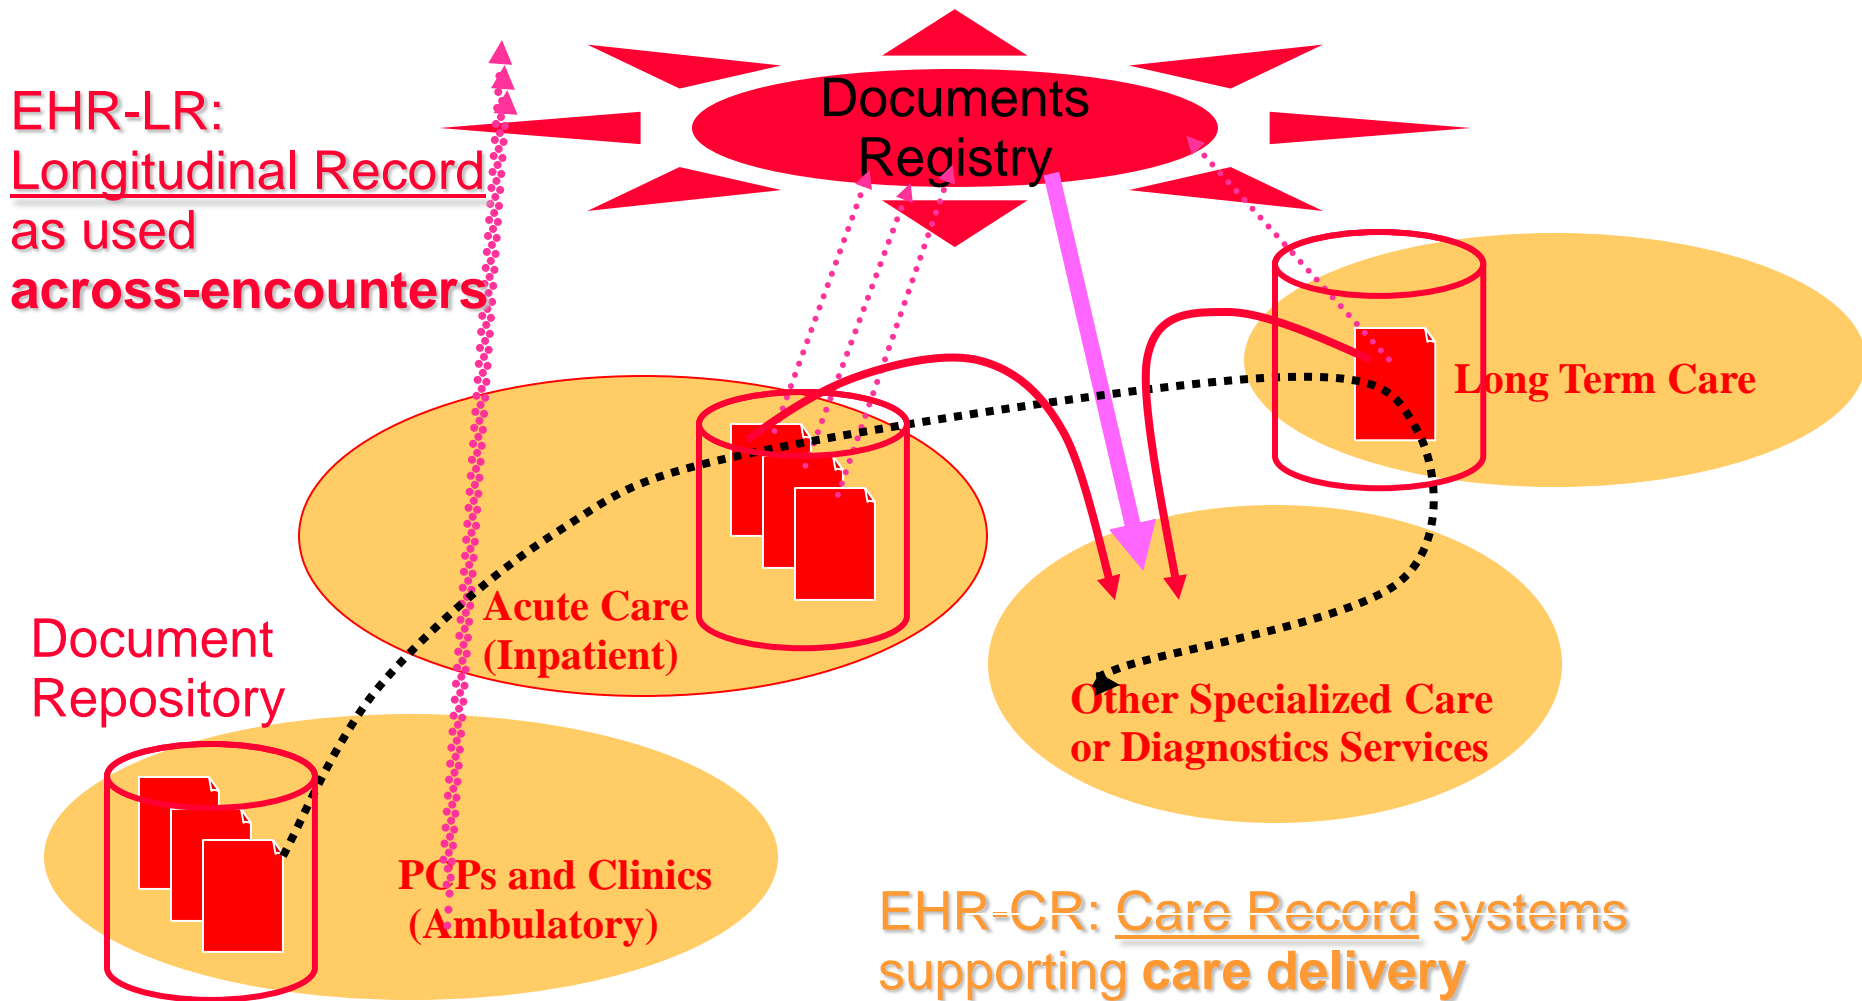 EHR-LR:
Longitudinal Record
as used
across-encounters
Documents
Registry
Long Term Care
Acute Care
(Inpatient)
Document
Repository
Other Specialized Care
or Diagnostics Services
PCPs and Clinics
(Ambulatory)
EHR-CR: Care Record systems
supporting care delivery